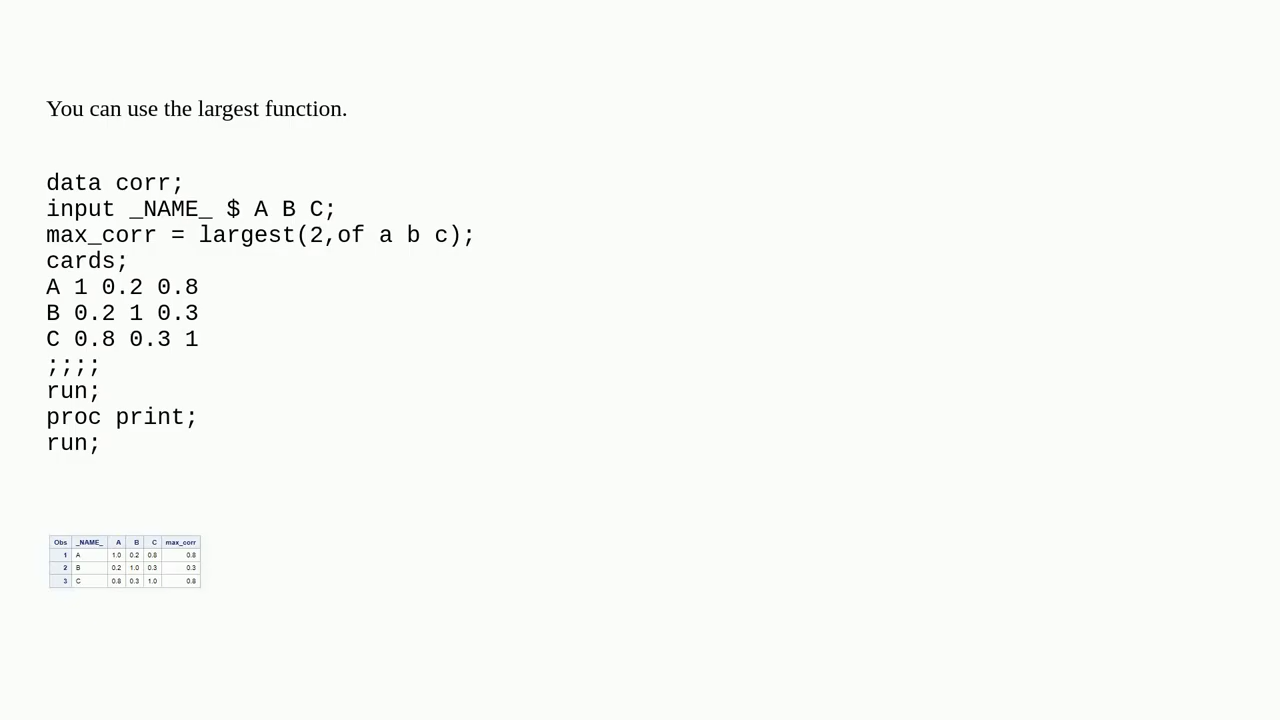 You can use the largest function.
data corr;
input _NAME_ $ A B C;
max_corr = largest(2,of a b c);
cards;
A 1 0.2 0.8
B 0.2 1 0.3
C 0.8 0.3 1
;;;;
run;
proc print;
run;
Obs _NAME_ A B C max_corr
1 A 1.0 0.2 0.8 0.8
2 B 0.2 1.0 0.3 0.3
3 C 0.8 0.3 1.0 0.8